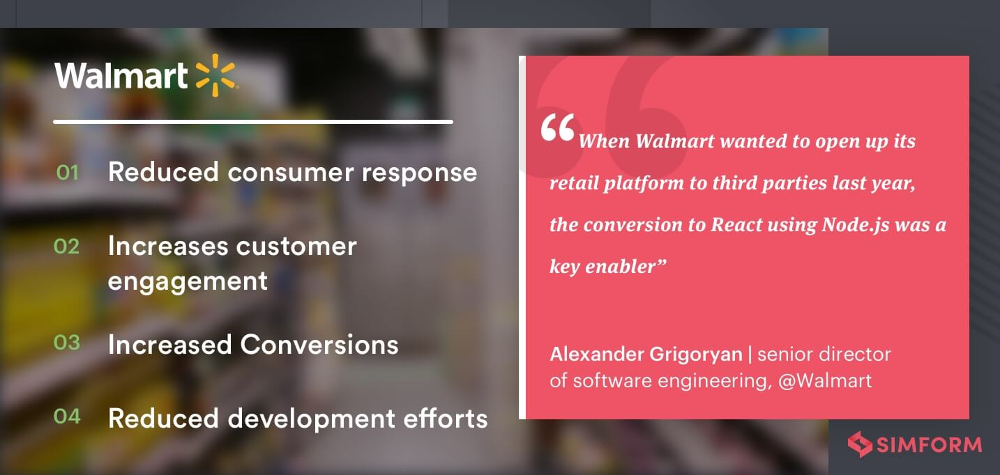 Walmart
01 Reduced consumer response
02 Increases customer
engagement
03 Increased Conversions
04 Reduced development efforts
“When Walmart wanted to open up its
retail platform to third parties last year,
the conversion to React using Node.js was a
key enabler”
Alexander Grigoryan | senior director
of software engineering, @Walmart
SIMFORM